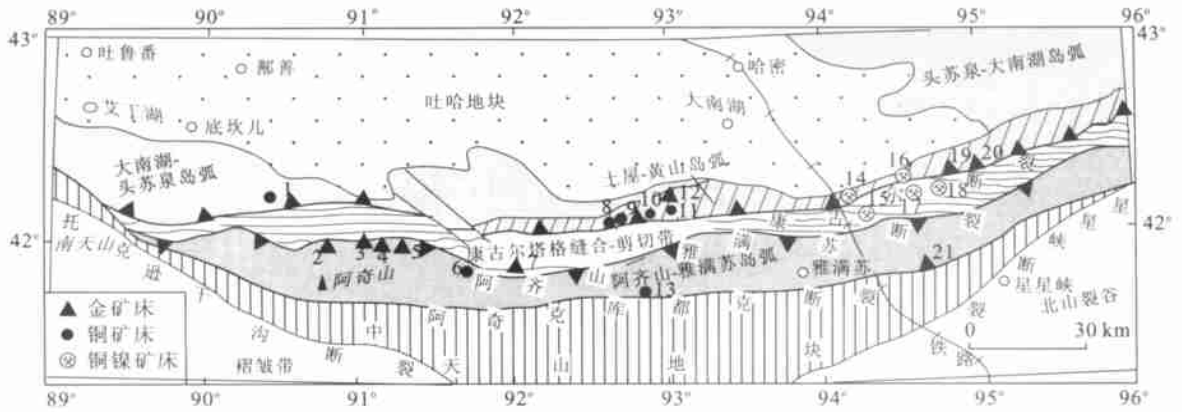 89° 90° 91° 92° 93° 94° 95° 96°
43° 43°
吐鲁番
鄯善
哈密
头苏泉-大南湖岛弧
艾丁湖
吐哈地块
大南湖
底坎儿
大南湖-
头苏泉岛弧
土屋-黄山岛弧
1
8 9 10 12
11
14 16 19 20
15 17 18
康古尔断裂
42° 42°
康古尔塔格缝合-剪切带
雅满苏断裂
2 3 4 5 6 7
阿奇山
阿齐山-雅满苏岛弧
雅满苏
21
13
托克逊干沟断裂
南天山
褶皱带
阿奇克库都克断裂
中天山地块
星星峡断裂
星星峡
北山裂谷
铁路
金矿床
铜矿床
铜镍矿床
0 30 km
89° 90° 91° 92° 93° 94° 95° 96°